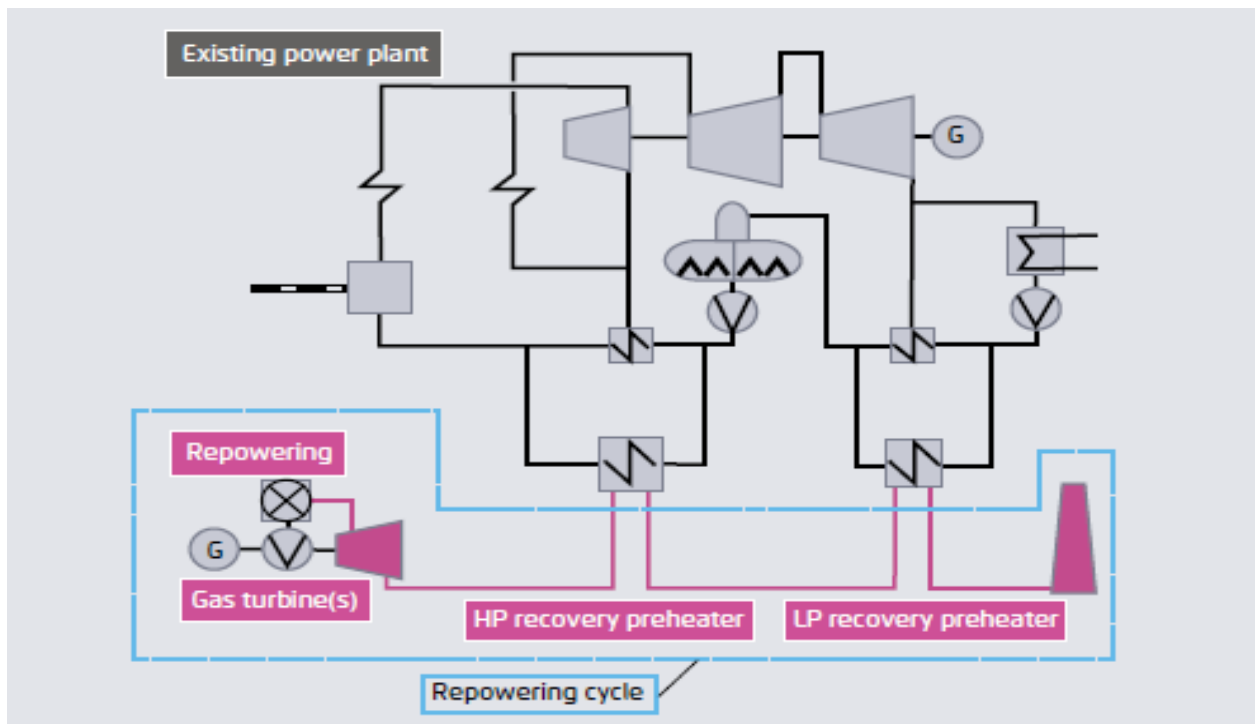 Existing power plant
G
Repowering
G
Gas turbine(s)
HP recovery preheater
LP recovery preheater
Repowering cycle